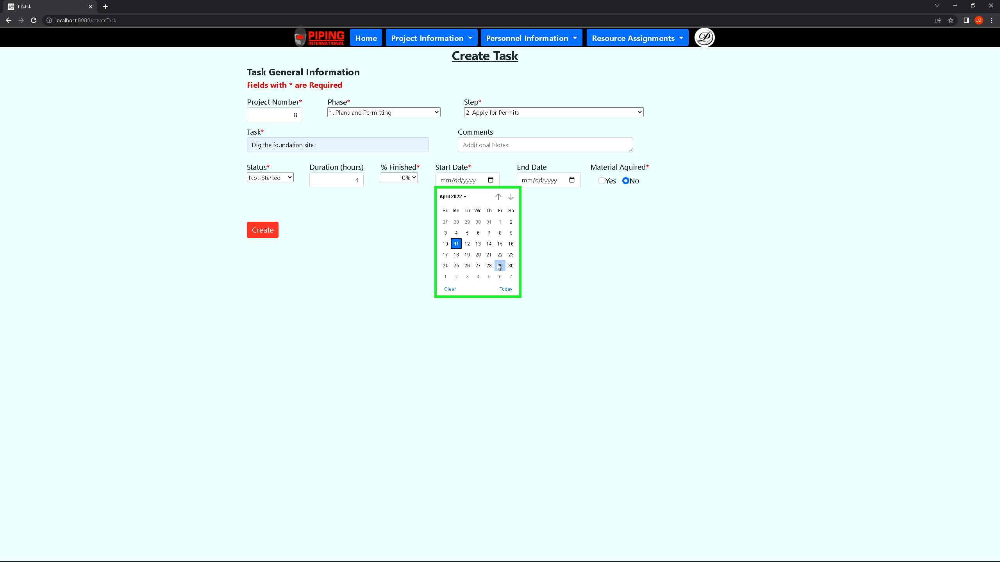 T.A.P.I.
localhost:8080/createTask
JZ
PIPING
INTERNATIONAL
Home Project Information Personnel Information Resource Assignments
Create Task
Task General Information
Fields with * are Required
Project Number* Phase* Step*
8 1. Plans and Permitting 2. Apply for Permits
Task* Comments
Dig the foundation site Additional Notes
Status* Duration (hours) % Finished* Start Date* End Date Material Aquired*
Not-Started 4 0% mm/dd/yyyy mm/dd/yyyy Yes No
April 2022
Su Mo Tu We Th Fr Sa
27 28 29 30 31 1 2
3 4 5 6 7 8 9
10 11 12 13 14 15 16
17 18 19 20 21 22 23
24 25 26 27 28 29 30
1 2 3 4 5 6 7
Clear Today
Create